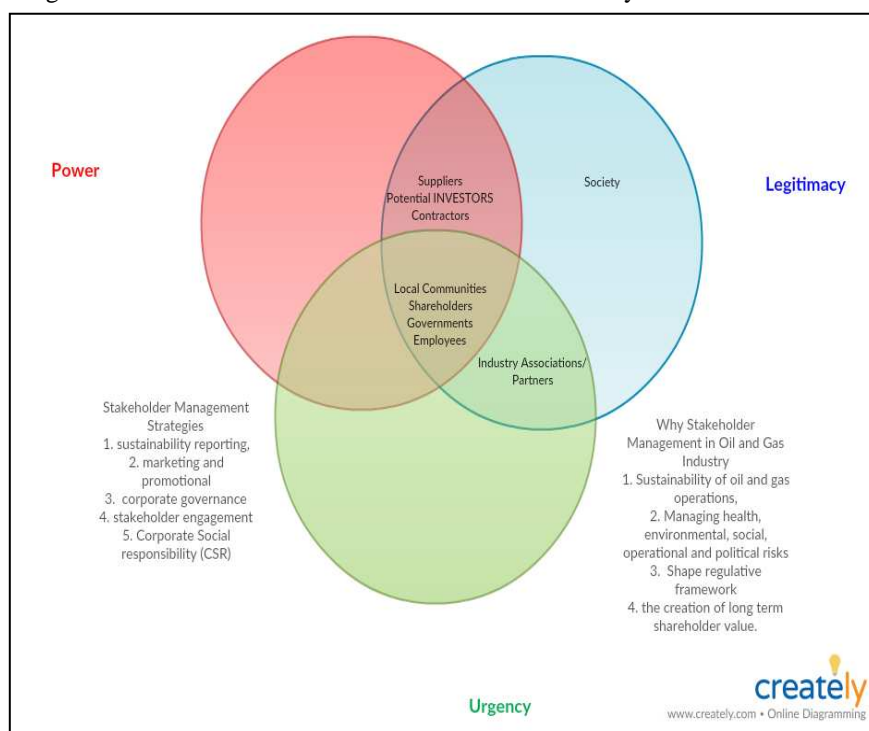 Power
Legitimacy
Suppliers
Potential INVESTORS
Contractors
Society
Local Communities
Shareholders
Governments
Employees
Industry Associations/
Partners
Stakeholder Management
Strategies
1. sustainability reporting,
2. marketing and
promotional
3. corporate governance
4. stakeholder engagement
5. Corporate Social
responsibility (CSR)
Why Stakeholder
Management in Oil and Gas
Industry
1. Sustainability of oil and gas
operations,
2. Managing health,
environmental, social,
operational and political risks
3. Shape regulative
framework
4. the creation of long term
shareholder value.
Urgency
creately
www.creately.com • Online Diagramming